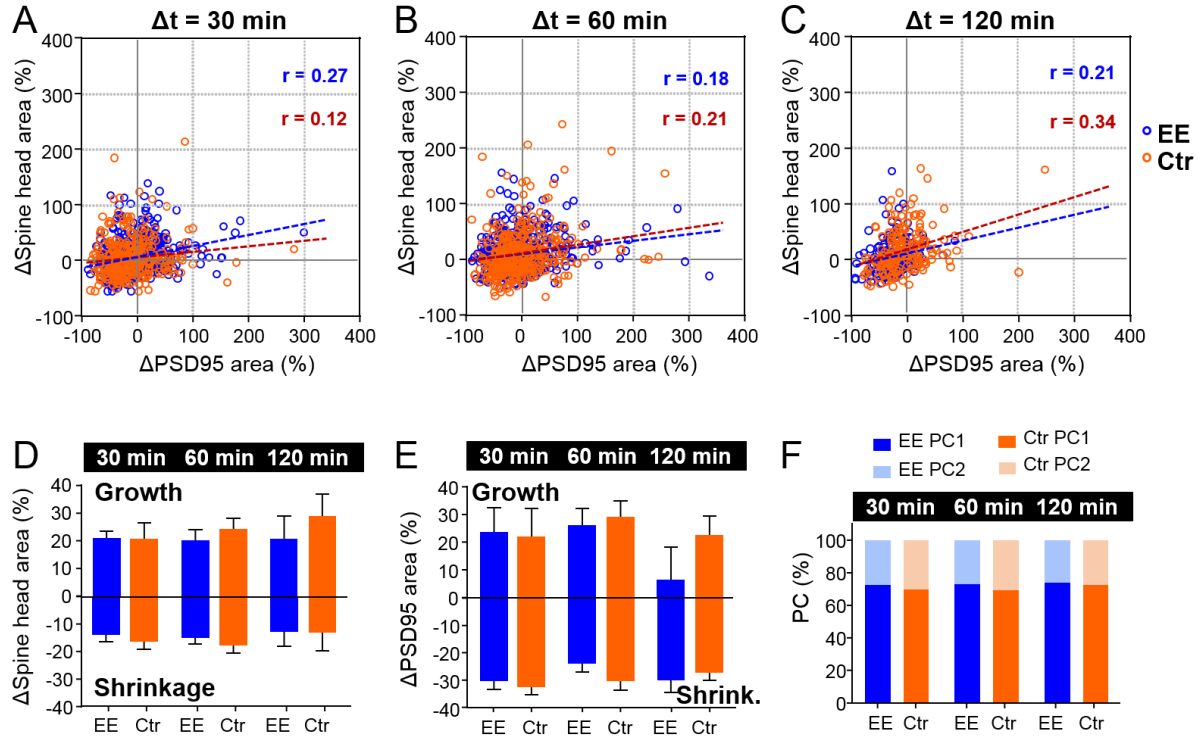 A
Δt = 30 min
ΔSpine head area (%)
400
300
200
100
0
-100
r = 0.27
r = 0.12
-100 0 100 200 300 400
ΔPSD95 area (%)
B
Δt = 60 min
ΔSpine head area (%)
400
300
200
100
0
-100
r = 0.18
r = 0.21
-100 0 100 200 300 400
ΔPSD95 area (%)
C
Δt = 120 min
ΔSpine head area (%)
400
300
200
100
0
-100
r = 0.21
r = 0.34
-100 0 100 200 300 400
ΔPSD95 area (%)
EE
Ctr
D
30 min 60 min 120 min
ΔSpine head area (%)
40
30
20
10
0
-10
-20
-30
-40
Growth
Shrinkage
EE Ctr EE Ctr EE Ctr
E
30 min 60 min 120 min
ΔPSD95 area (%)
40
30
20
10
0
-10
-20
-30
-40
Growth
Shrink.
EE Ctr EE Ctr EE Ctr
F
EE PC1 Ctr PC1
EE PC2 Ctr PC2
30 min 60 min 120 min
PC (%)
100
80
60
40
20
0
EE Ctr EE Ctr EE Ctr